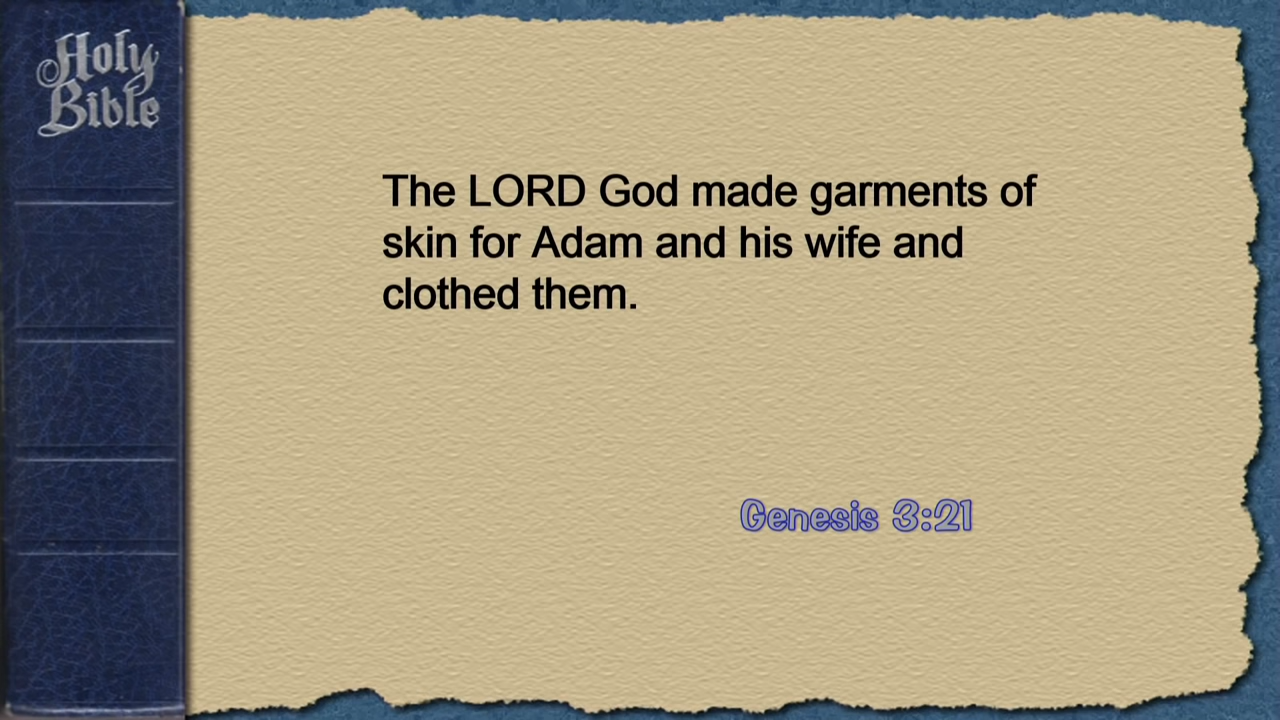 Holy
Bible
The LORD God made garments of
skin for Adam and his wife and
clothed them.
Genesis 3:21